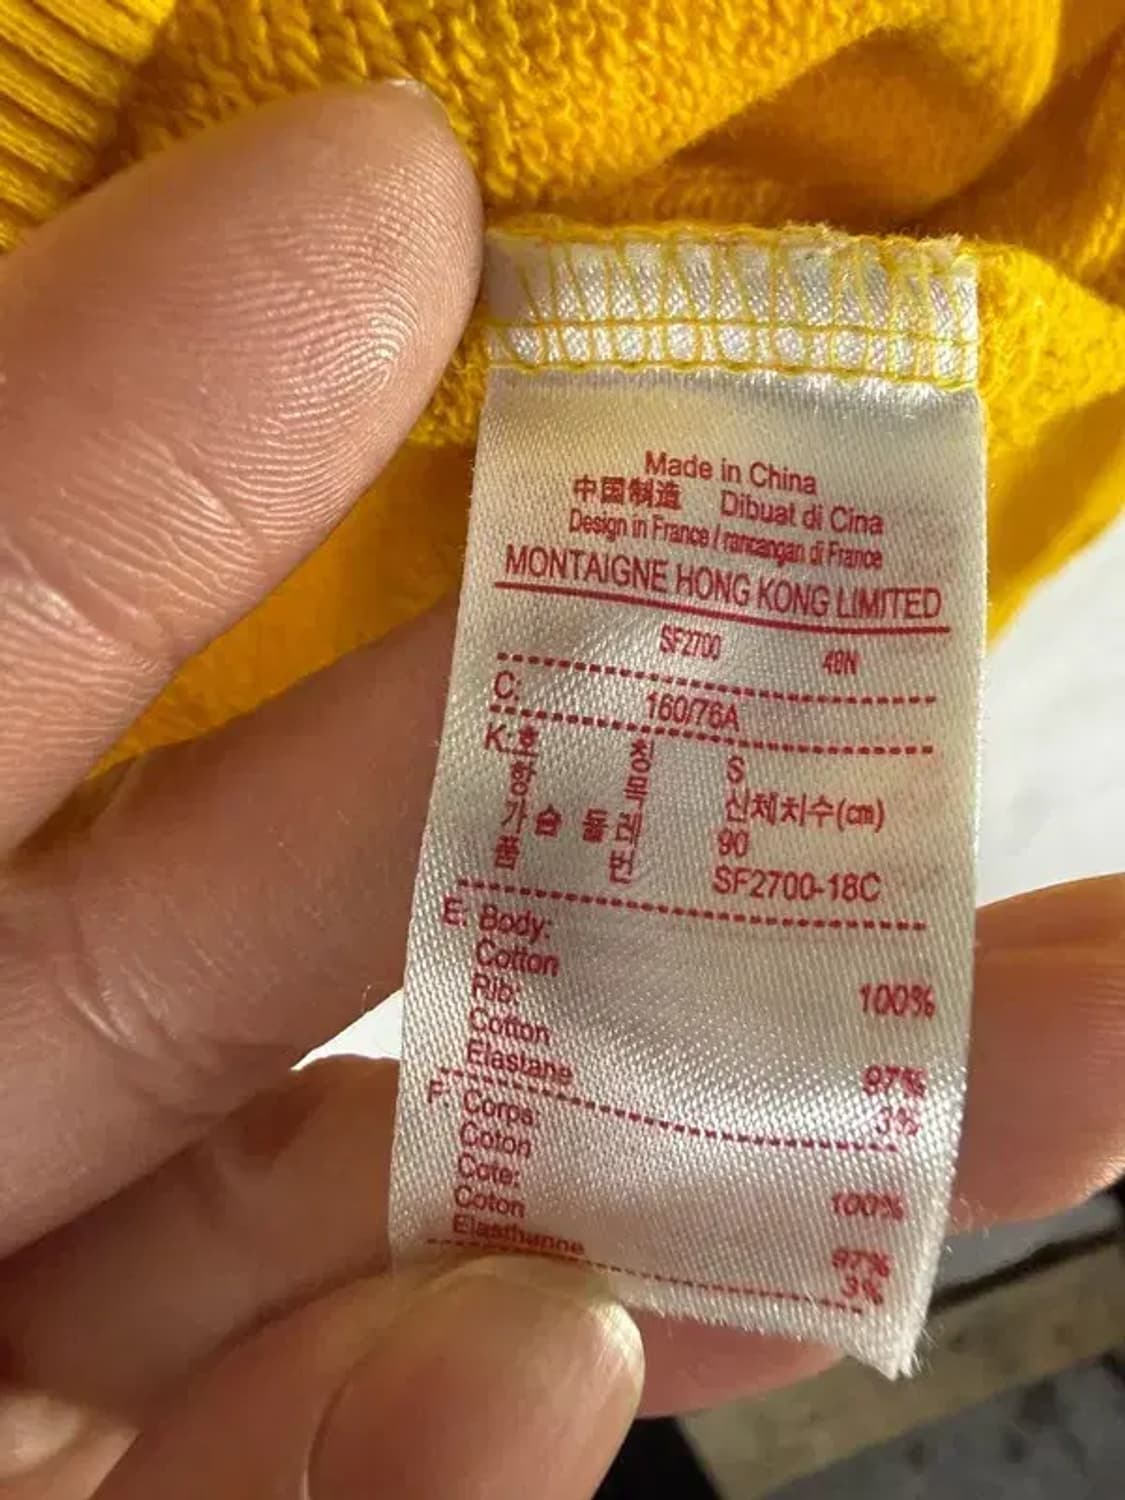 Made in China
中国制造 Dibuat di Cina
Design in France / rancangan di France
MONTAIGNE HONG KONG LIMITED
SF2700 49N
C: 160/76A
K: 호칭 S
항목 신체치수(cm)
가슴둘레 90
품번 SF2700-18C
E: Body:
Cotton 100%
Rib:
Cotton 97%
Elastane 3%
F: Corps
Coton 100%
Cote:
Coton 97%
Elasthanne 3%